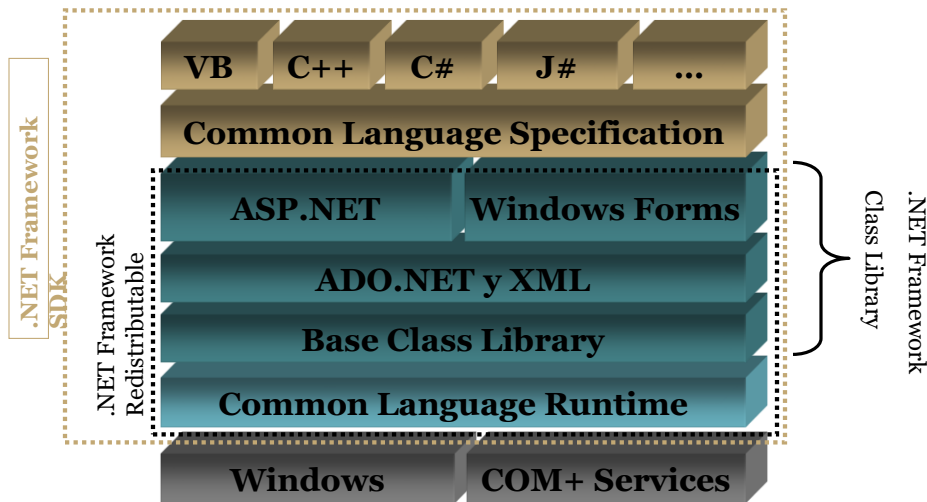 VB C++ C# J# ...
Common Language Specification
ASP.NET Windows Forms
ADO.NET y XML
Base Class Library
Common Language Runtime
Windows COM+ Services
.NET Framework
SDK
.NET Framework
Redistributable
.NET Framework
Class Library